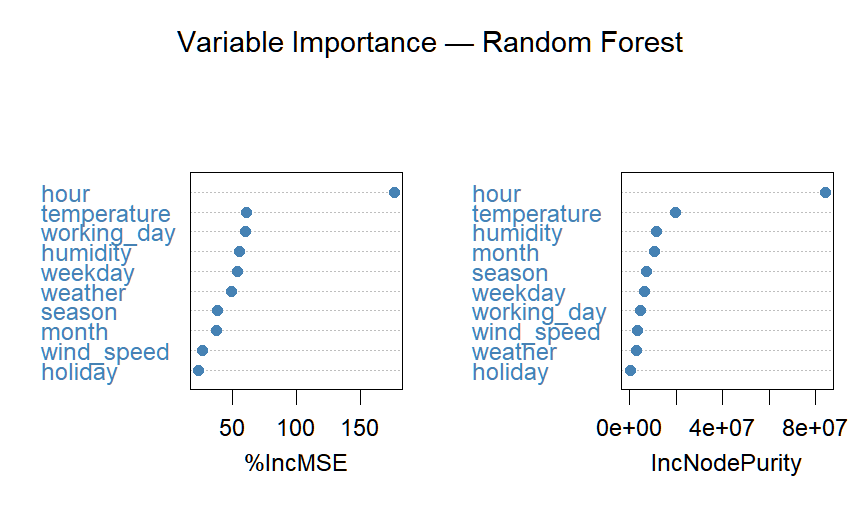 Variable Importance — Random Forest
hour
temperature
working_day
humidity
weekday
weather
season
month
wind_speed
holiday
50 100 150
%IncMSE
hour
temperature
humidity
month
season
weekday
working_day
wind_speed
weather
holiday
0e+00 4e+07 8e+07
IncNodePurity